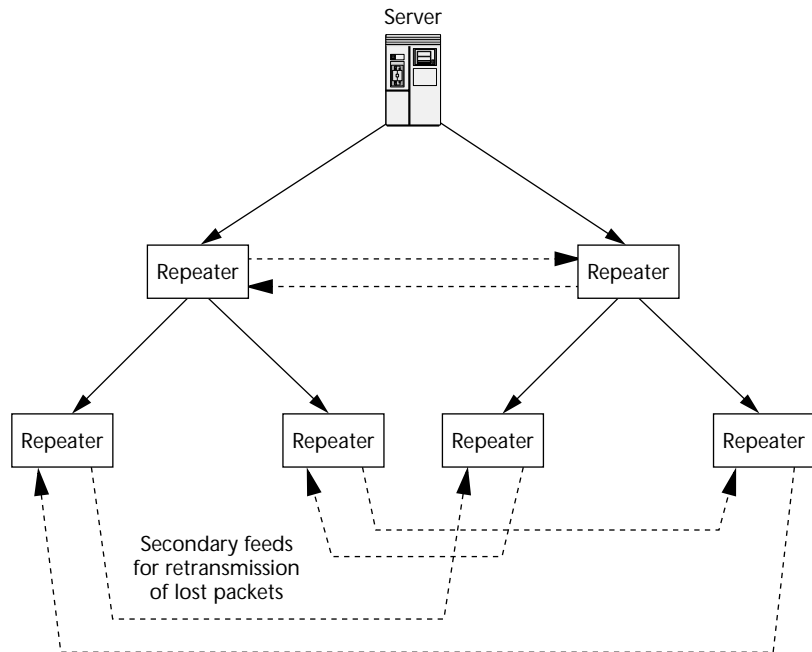 Server
Repeater
Repeater
Repeater
Repeater
Repeater
Repeater
Secondary feeds
for retransmission
of lost packets